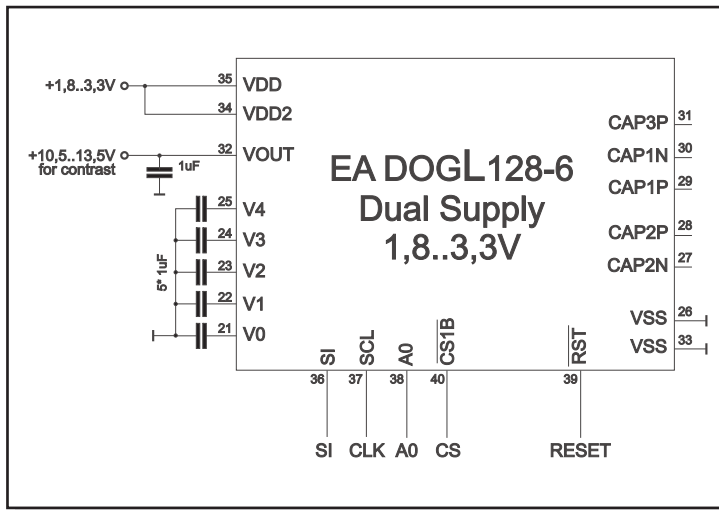 +1,8..3,3V
35 VDD
34 VDD2
+10,5..13,5V
for contrast
32 VOUT
1uF
25 V4
24 V3
23 V2
22 V1
21 V0
5* 1uF
EA DOGL128-6
Dual Supply
1,8..3,3V
CAP3P 31
CAP1N 30
CAP1P 29
CAP2P 28
CAP2N 27
VSS 26
VSS 33
SI
SCL
A0
CS1B
RST
36 37 38 40 39
SI CLK A0 CS RESET